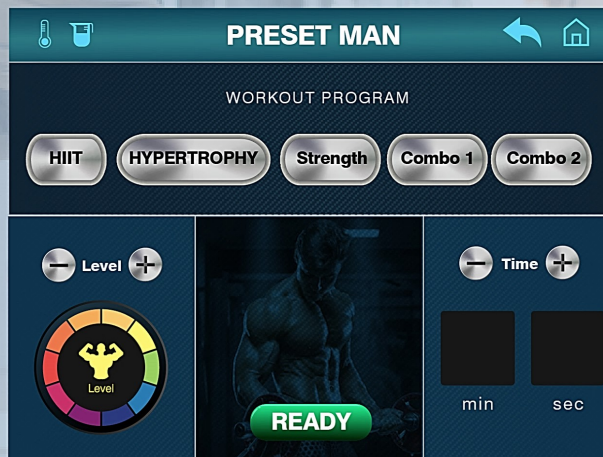 PRESET MAN
WORKOUT PROGRAM
HIIT HYPERTROPHY Strength Combo 1 Combo 2
Level
Time
Level
READY
min sec